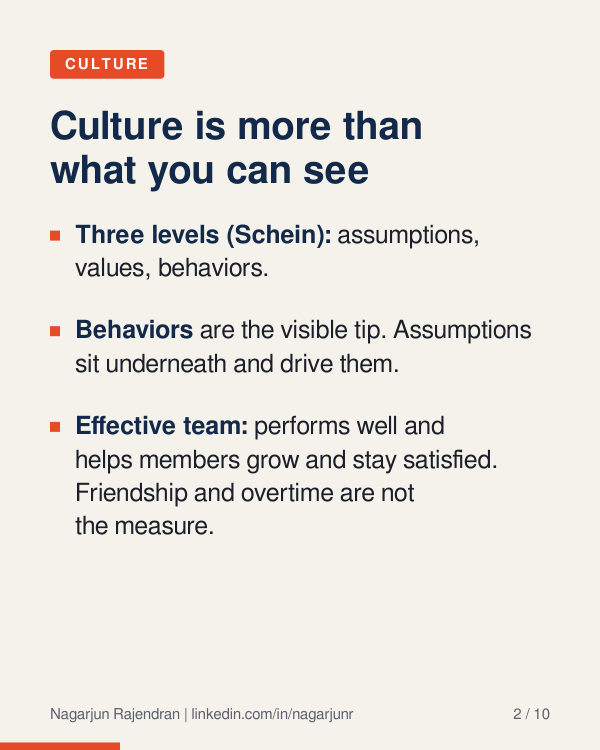 CULTURE
Culture is more than
what you can see
Three levels (Schein): assumptions,
values, behaviors.
Behaviors are the visible tip. Assumptions
sit underneath and drive them.
Effective team: performs well and
helps members grow and stay satisfied.
Friendship and overtime are not
the measure.
Nagarjun Rajendran | linkedin.com/in/nagarjunr
2 / 10